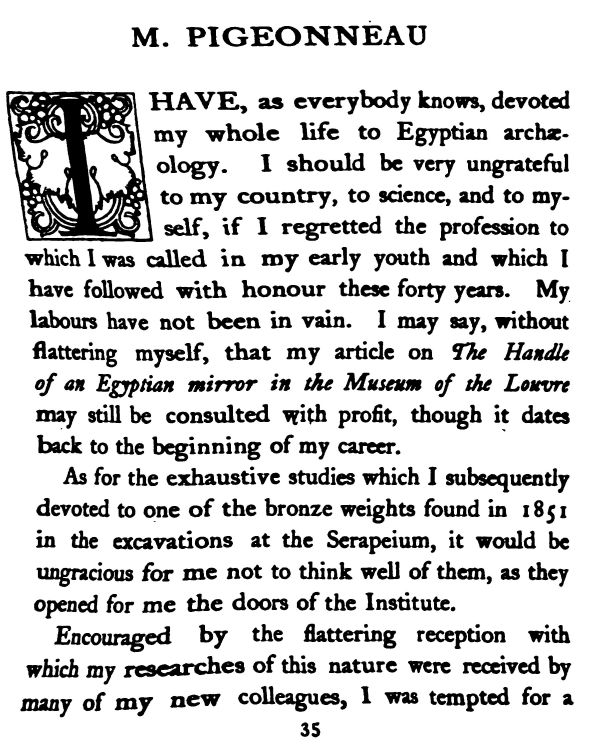 M. PIGEONNEAU
I HAVE, as everybody knows, devoted
my whole life to Egyptian archæ-
ology. I should be very ungrateful
to my country, to science, and to my-
self, if I regretted the profession to
which I was called in my early youth and which I
have followed with honour these forty years. My
labours have not been in vain. I may say, without
flattering myself, that my article on The Handle
of an Egyptian mirror in the Museum of the Louvre
may still be consulted with profit, though it dates
back to the beginning of my career.
As for the exhaustive studies which I subsequently
devoted to one of the bronze weights found in 1851
in the excavations at the Serapeium, it would be
ungracious for me not to think well of them, as they
opened for me the doors of the Institute.
Encouraged by the flattering reception with
which my researches of this nature were received by
many of my new colleagues, I was tempted for a
35